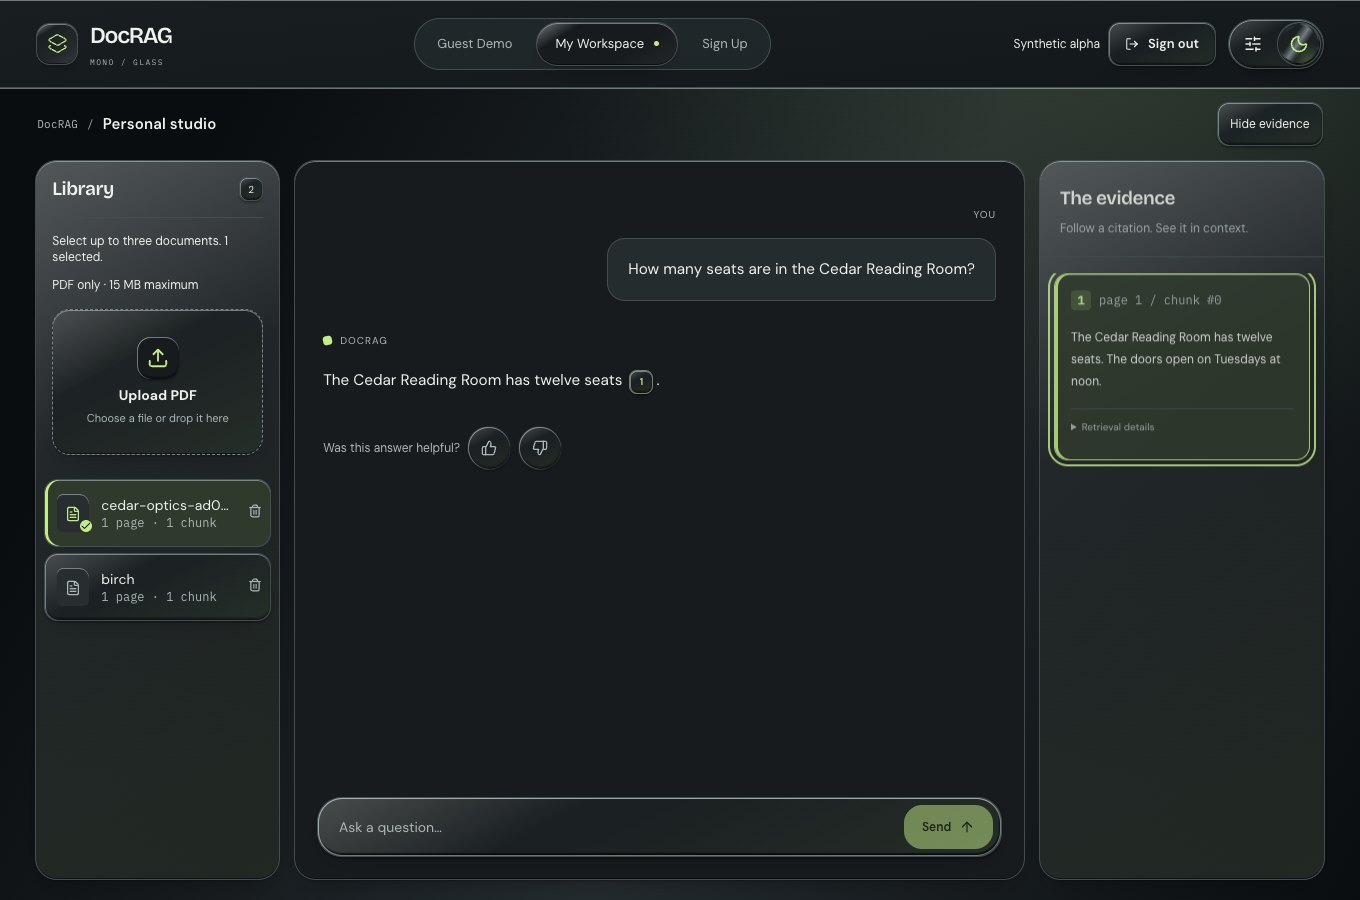 DocRAG
MONO / GLASS
Guest Demo
My Workspace
Sign Up
Synthetic alpha
Sign out
DocRAG / Personal studio
Hide evidence
Library
2
Select up to three documents. 1
selected.
PDF only · 15 MB maximum
Upload PDF
Choose a file or drop it here
cedar-optics-ad0…
1 page · 1 chunk
birch
1 page · 1 chunk
YOU
How many seats are in the Cedar Reading Room?
DOCRAG
The Cedar Reading Room has twelve seats 1 .
Was this answer helpful?
Ask a question…
Send
The evidence
Follow a citation. See it in context.
1 page 1 / chunk #0
The Cedar Reading Room has twelve
seats. The doors open on Tuesdays at
noon.
Retrieval details